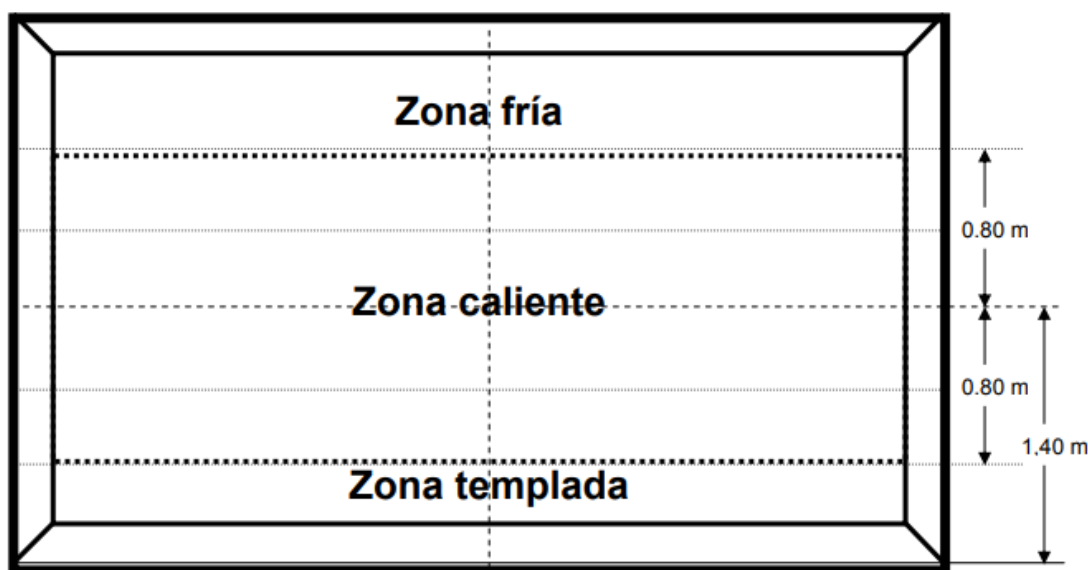 Zona fría
0.80 m
Zona caliente
0.80 m
1,40 m
Zona templada